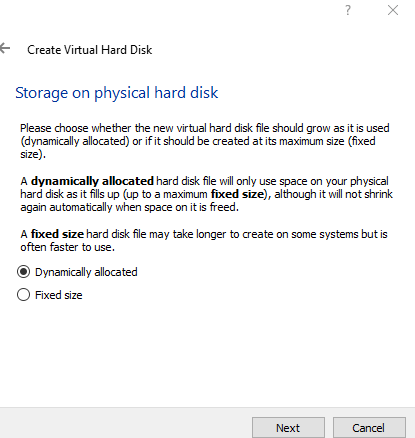 ?
Create Virtual Hard Disk
Storage on physical hard disk
Please choose whether the new virtual hard disk file should grow as it is used
(dynamically allocated) or if it should be created at its maximum size (fixed
size).
A dynamically allocated hard disk file will only use space on your physical
hard disk as it fills up (up to a maximum fixed size), although it will not shrink
again automatically when space on it is freed.
A fixed size hard disk file may take longer to create on some systems but is
often faster to use.
Dynamically allocated
Fixed size
Next Cancel